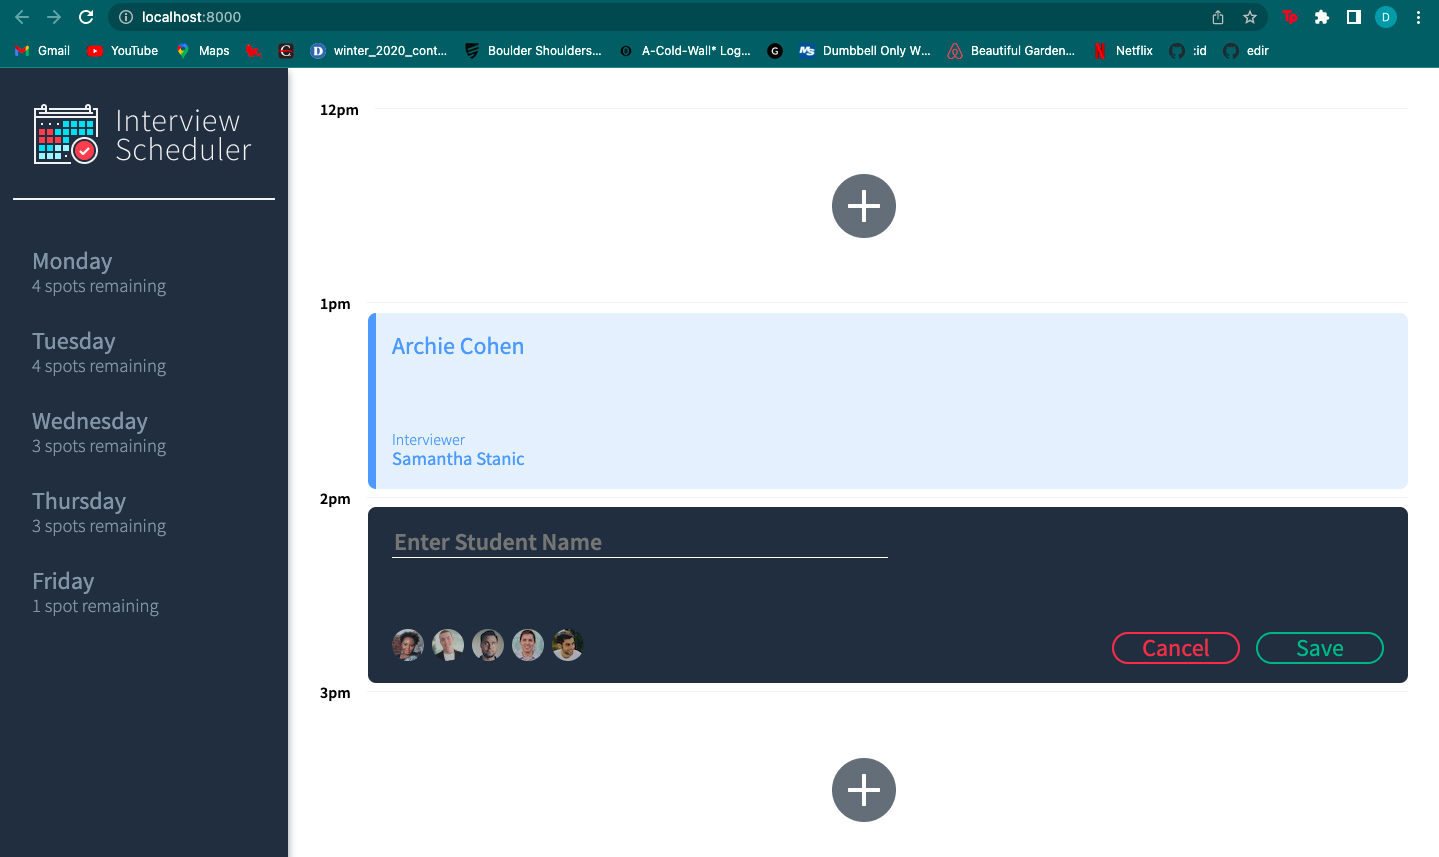 localhost:8000
D
Gmail
YouTube
Maps
C
D
winter_2020_cont...
Boulder Shoulders...
A-Cold-Wall* Log...
G
MS
Dumbbell Only W...
Beautiful Garden...
N
Netflix
:id
edir
Interview
Scheduler
Monday
4 spots remaining
Tuesday
4 spots remaining
Wednesday
3 spots remaining
Thursday
3 spots remaining
Friday
1 spot remaining
12pm
1pm
Archie Cohen
Interviewer
Samantha Stanic
2pm
Enter Student Name
Cancel
Save
3pm